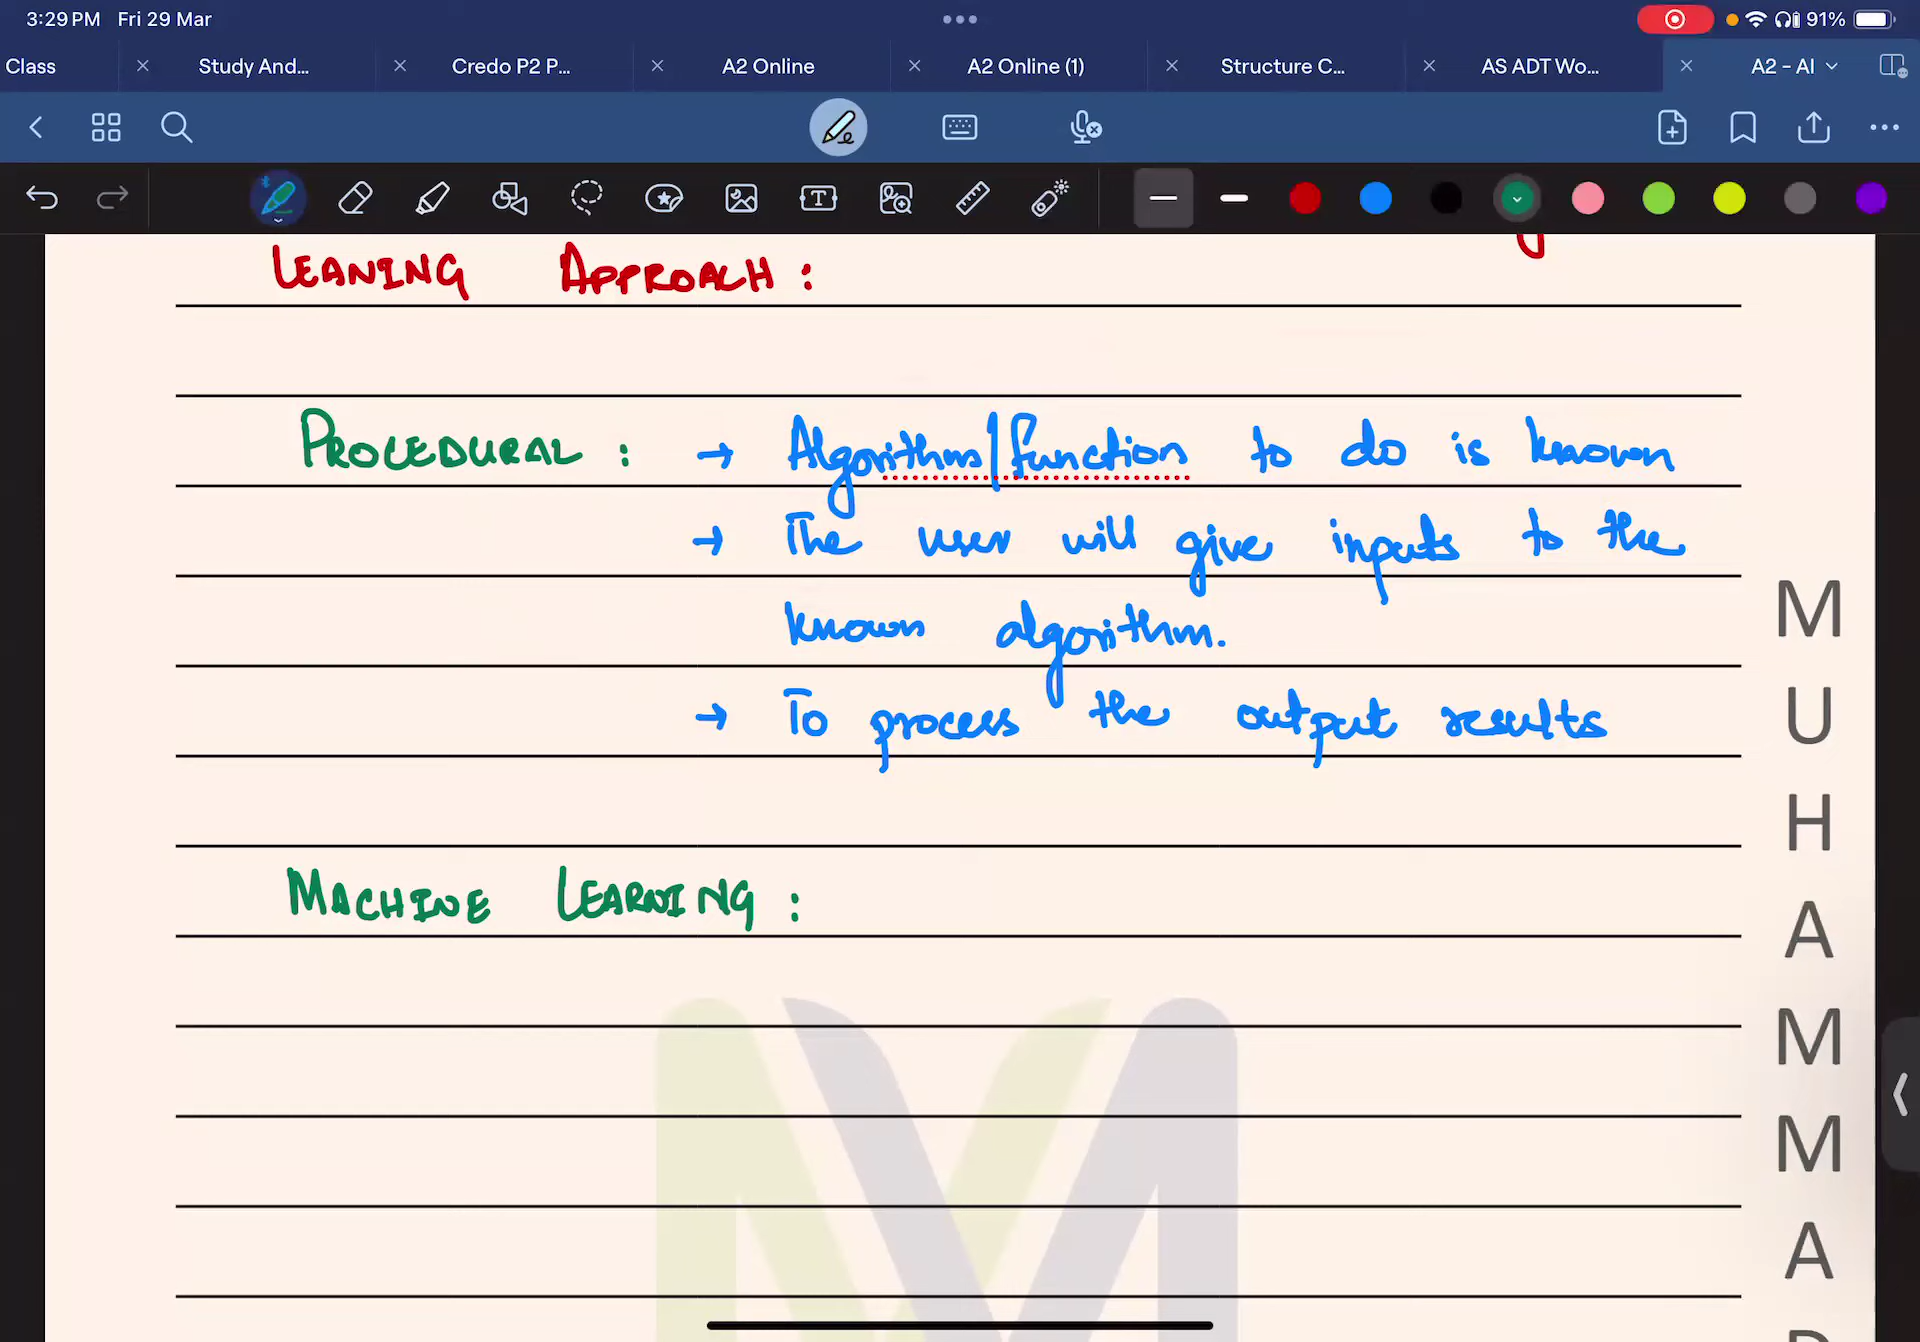 3:29 PM Fri 29 Mar
91%
Class
Study And...
Credo P2 P...
A2 Online
A2 Online (1)
Structure C...
AS ADT Wo...
A2 - AI
LEANING APPROACH :
PROCEDURAL : → Algorithm/function to do is known
→ The user will give inputs to the
known algorithm.
→ To process the output results
MACHINE LEARNING :
M
U
H
A
M
M
A